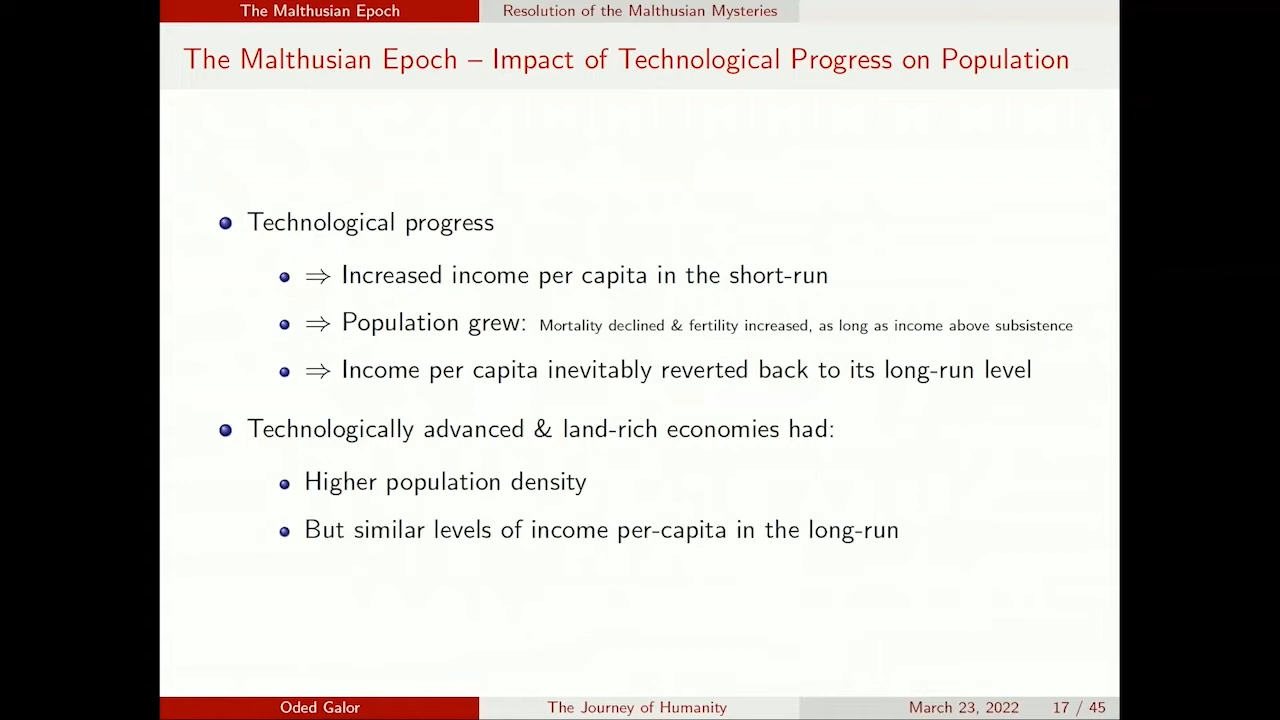 The Malthusian Epoch Resolution of the Malthusian Mysteries
The Malthusian Epoch – Impact of Technological Progress on Population
Technological progress
⇒ Increased income per capita in the short-run
⇒ Population grew: Mortality declined & fertility increased, as long as income above subsistence
⇒ Income per capita inevitably reverted back to its long-run level
Technologically advanced & land-rich economies had:
Higher population density
But similar levels of income per-capita in the long-run
Oded Galor The Journey of Humanity March 23, 2022 17 / 45